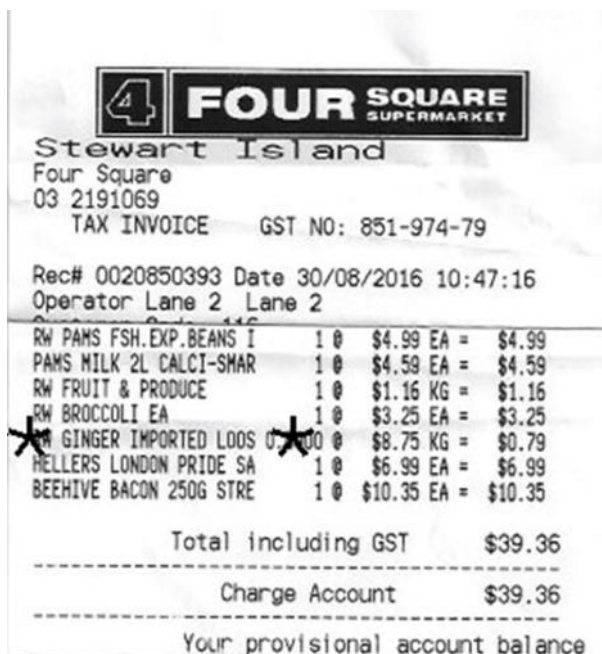 4 FOUR SQUARE
SUPERMARKET
Stewart Island
Four Square
03 2191069
TAX INVOICE GST NO: 851-974-79
Rec# 0020850393 Date 30/08/2016 10:47:16
Operator Lane 2 Lane 2
RW PAMS FSH.EXP.BEANS I 1 @ $4.99 EA = $4.99
PAMS MILK 2L CALCI-SMAR 1 @ $4.59 EA = $4.59
RW FRUIT & PRODUCE 1 @ $1.16 KG = $1.16
RW BROCCOLI EA 1 @ $3.25 EA = $3.25
GINGER IMPORTED LOOS @ $8.75 KG = $0.79
HELLERS LONDON PRIDE SA 1 @ $6.99 EA = $6.99
BEEHIVE BACON 250G STRE 1 @ $10.35 EA = $10.35
Total including GST $39.36
Charge Account $39.36
Your provisional account balance